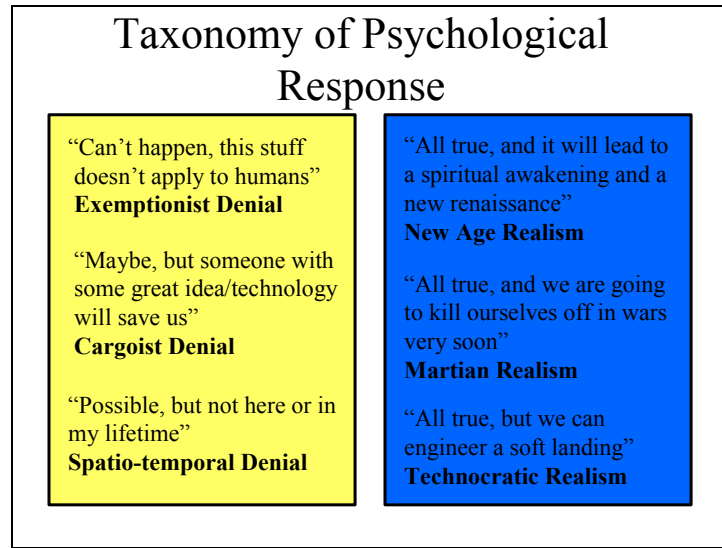 Taxonomy of Psychological
Response
“Can’t happen, this stuff
doesn’t apply to humans”
Exemptionist Denial
“Maybe, but someone with
some great idea/technology
will save us”
Cargoist Denial
“Possible, but not here or in
my lifetime”
Spatio-temporal Denial
“All true, and it will lead to
a spiritual awakening and a
new renaissance”
New Age Realism
“All true, and we are going
to kill ourselves off in wars
very soon”
Martian Realism
“All true, but we can
engineer a soft landing”
Technocratic Realism